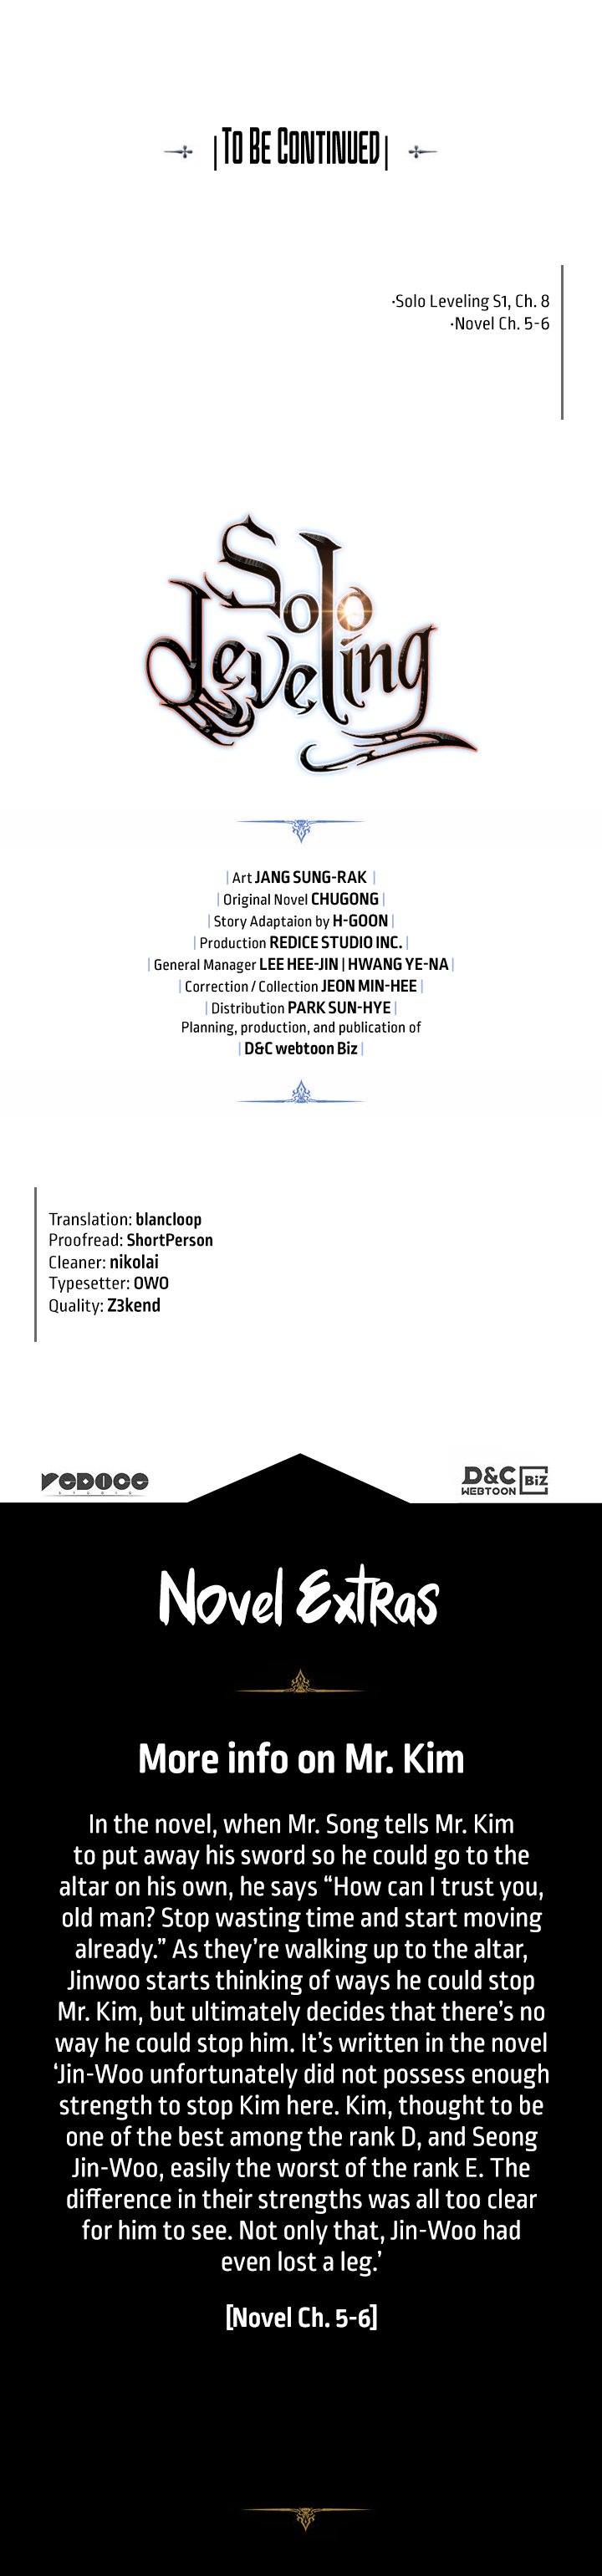 | TO BE CONTINUED |
·Solo Leveling S1, Ch. 8
·Novel Ch. 5-6
Solo
Leveling
| Art JANG SUNG-RAK |
| Original Novel CHUGONG |
| Story Adaptaion by H-GOON |
| Production REDICE STUDIO INC. |
| General Manager LEE HEE-JIN | HWANG YE-NA |
| Correction / Collection JEON MIN-HEE |
| Distribution PARK SUN-HYE |
Planning, production, and publication of
| D&C webtoon Biz |
Translation: blancloop
Proofread: ShortPerson
Cleaner: nikolai
Typesetter: OWO
Quality: Z3kend
REDICE
STUDIO
D&C
WEBTOON
BiZ
Novel Extras
More info on Mr. Kim
In the novel, when Mr. Song tells Mr. Kim
to put away his sword so he could go to the
altar on his own, he says “How can I trust you,
old man? Stop wasting time and start moving
already.” As they’re walking up to the altar,
Jinwoo starts thinking of ways he could stop
Mr. Kim, but ultimately decides that there’s no
way he could stop him. It’s written in the novel
‘Jin-Woo unfortunately did not possess enough
strength to stop Kim here. Kim, thought to be
one of the best among the rank D, and Seong
Jin-Woo, easily the worst of the rank E. The
difference in their strengths was all too clear
for him to see. Not only that, Jin-Woo had
even lost a leg.’
[Novel Ch. 5-6]